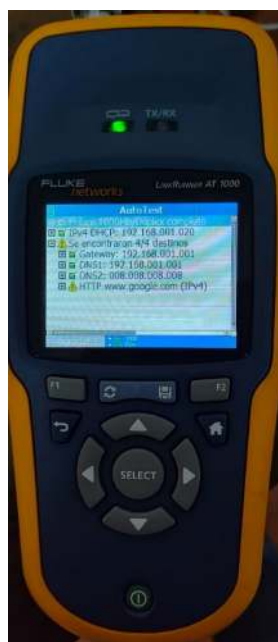 TX/RX
FLUKE networks
LinkRunner AT 1000
AutoTest
IPv4 DHCP: 192.168.001.020
Se encontraron 4/4 destinos
Gateway: 192.168.001.001
DNS1: 192.168.001.001
DNS2: 008.008.008.008
HTTP www.google.com (IPv4)
F1
F2
SELECT